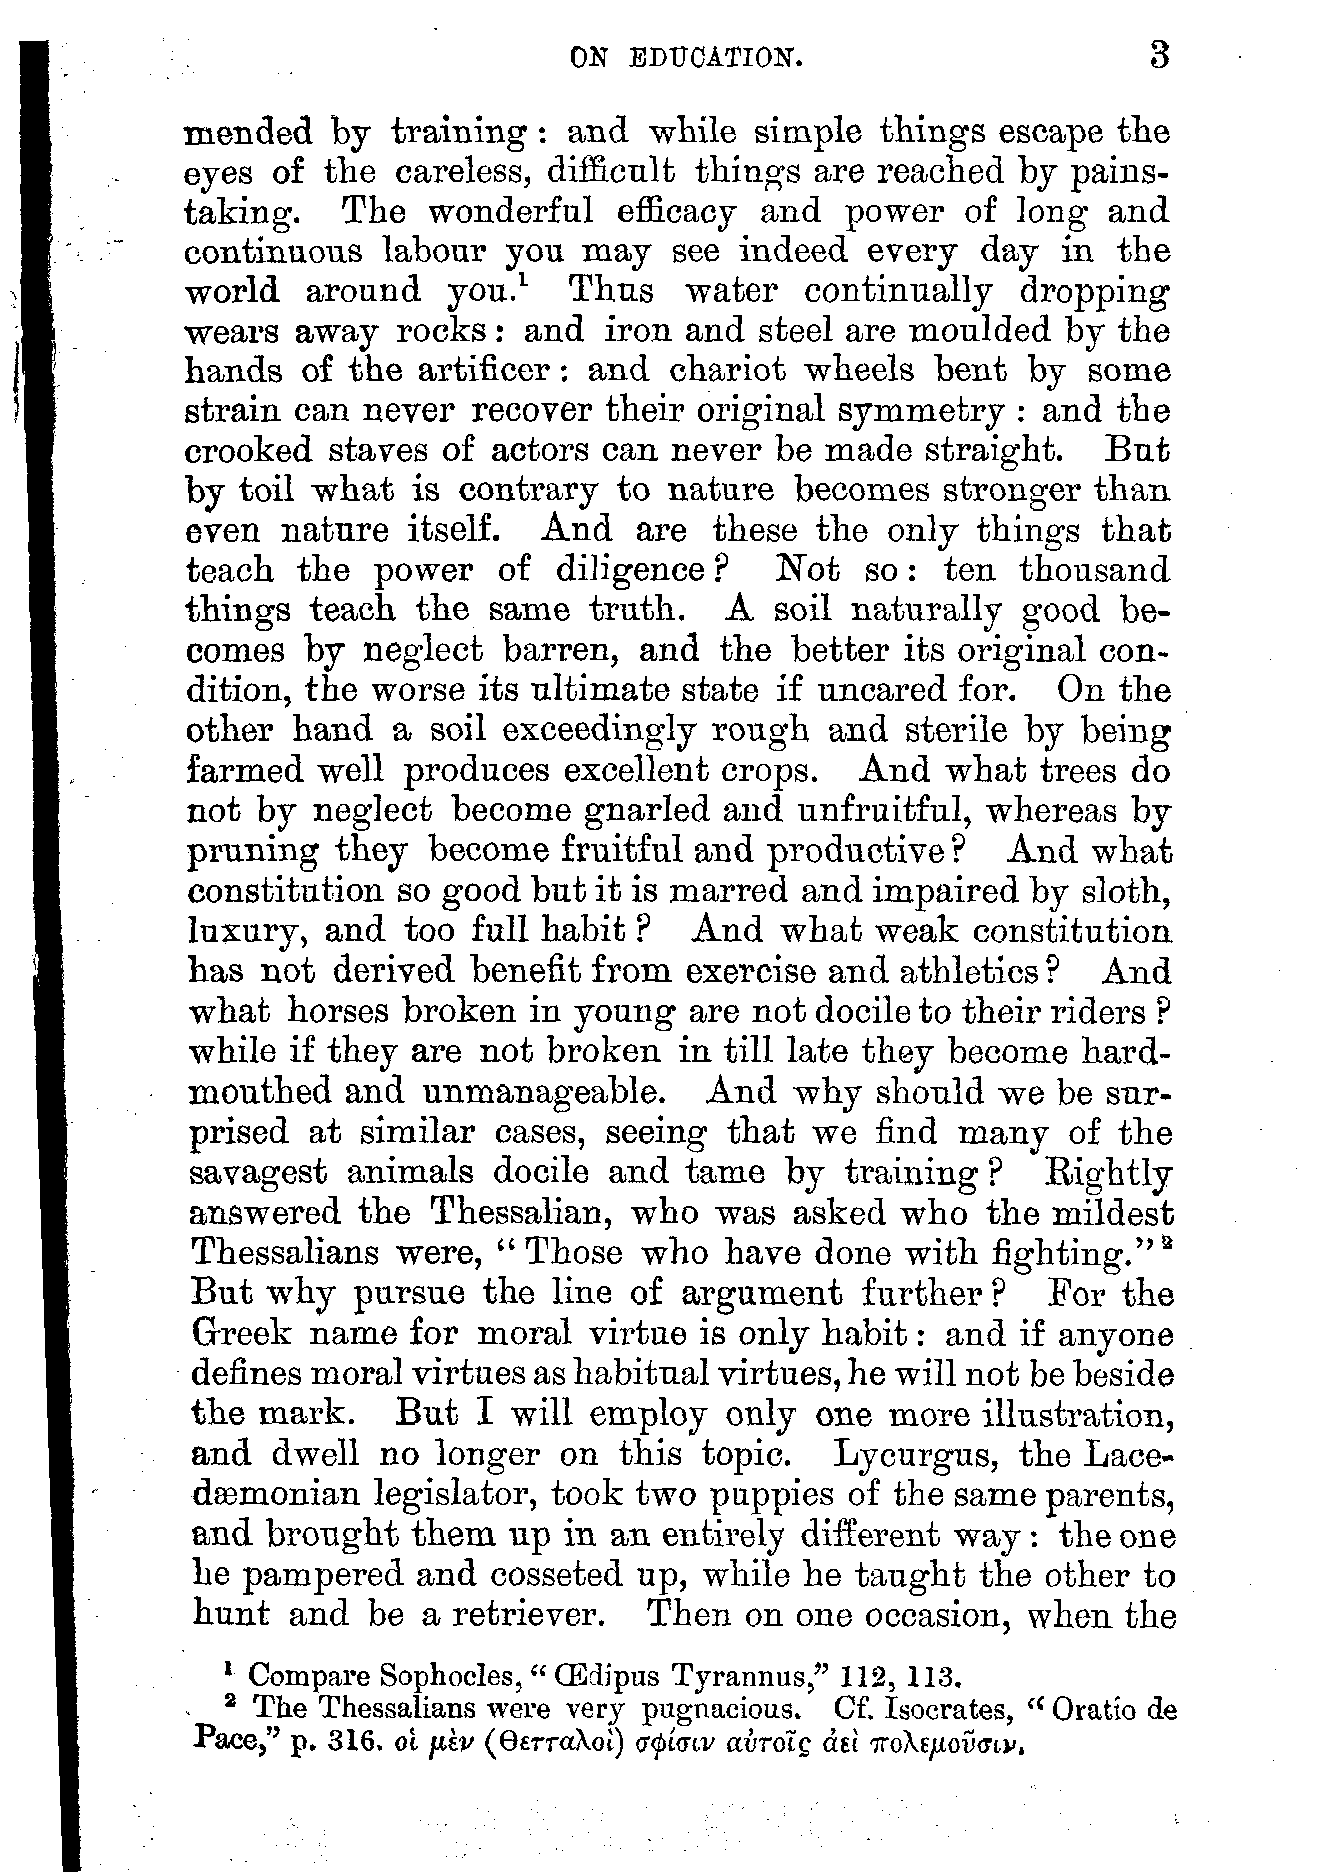 ON EDUCATION. 3
mended by training : and while simple things escape the
eyes of the careless, difficult things are reached by pains-
taking. The wonderful efficacy and power of long and
continuous labour you may see indeed every day in the
world around you.¹ Thus water continually dropping
wears away rocks : and iron and steel are moulded by the
hands of the artificer : and chariot wheels bent by some
strain can never recover their original symmetry : and the
crooked staves of actors can never be made straight. But
by toil what is contrary to nature becomes stronger than
even nature itself. And are these the only things that
teach the power of diligence? Not so : ten thousand
things teach the same truth. A soil naturally good be-
comes by neglect barren, and the better its original con-
dition, the worse its ultimate state if uncared for. On the
other hand a soil exceedingly rough and sterile by being
farmed well produces excellent crops. And what trees do
not by neglect become gnarled and unfruitful, whereas by
pruning they become fruitful and productive? And what
constitution so good but it is marred and impaired by sloth,
luxury, and too full habit? And what weak constitution
has not derived benefit from exercise and athletics? And
what horses broken in young are not docile to their riders?
while if they are not broken in till late they become hard-
mouthed and unmanageable. And why should we be sur-
prised at similar cases, seeing that we find many of the
savagest animals docile and tame by training? Rightly
answered the Thessalian, who was asked who the mildest
Thessalians were, “Those who have done with fighting.”²
But why pursue the line of argument further? For the
Greek name for moral virtue is only habit : and if anyone
defines moral virtues as habitual virtues, he will not be beside
the mark. But I will employ only one more illustration,
and dwell no longer on this topic. Lycurgus, the Lace-
dæmonian legislator, took two puppies of the same parents,
and brought them up in an entirely different way : the one
he pampered and cosseted up, while he taught the other to
hunt and be a retriever. Then on one occasion, when the
¹ Compare Sophocles, “Œdipus Tyrannus,” 112, 113.
² The Thessalians were very pugnacious. Cf. Isocrates, “Oratio de
Pace,” p. 316. οἱ μὲν (Θετταλοὶ) σφίσιν αὐτοῖς ἀεὶ πολεμοῦσιν.